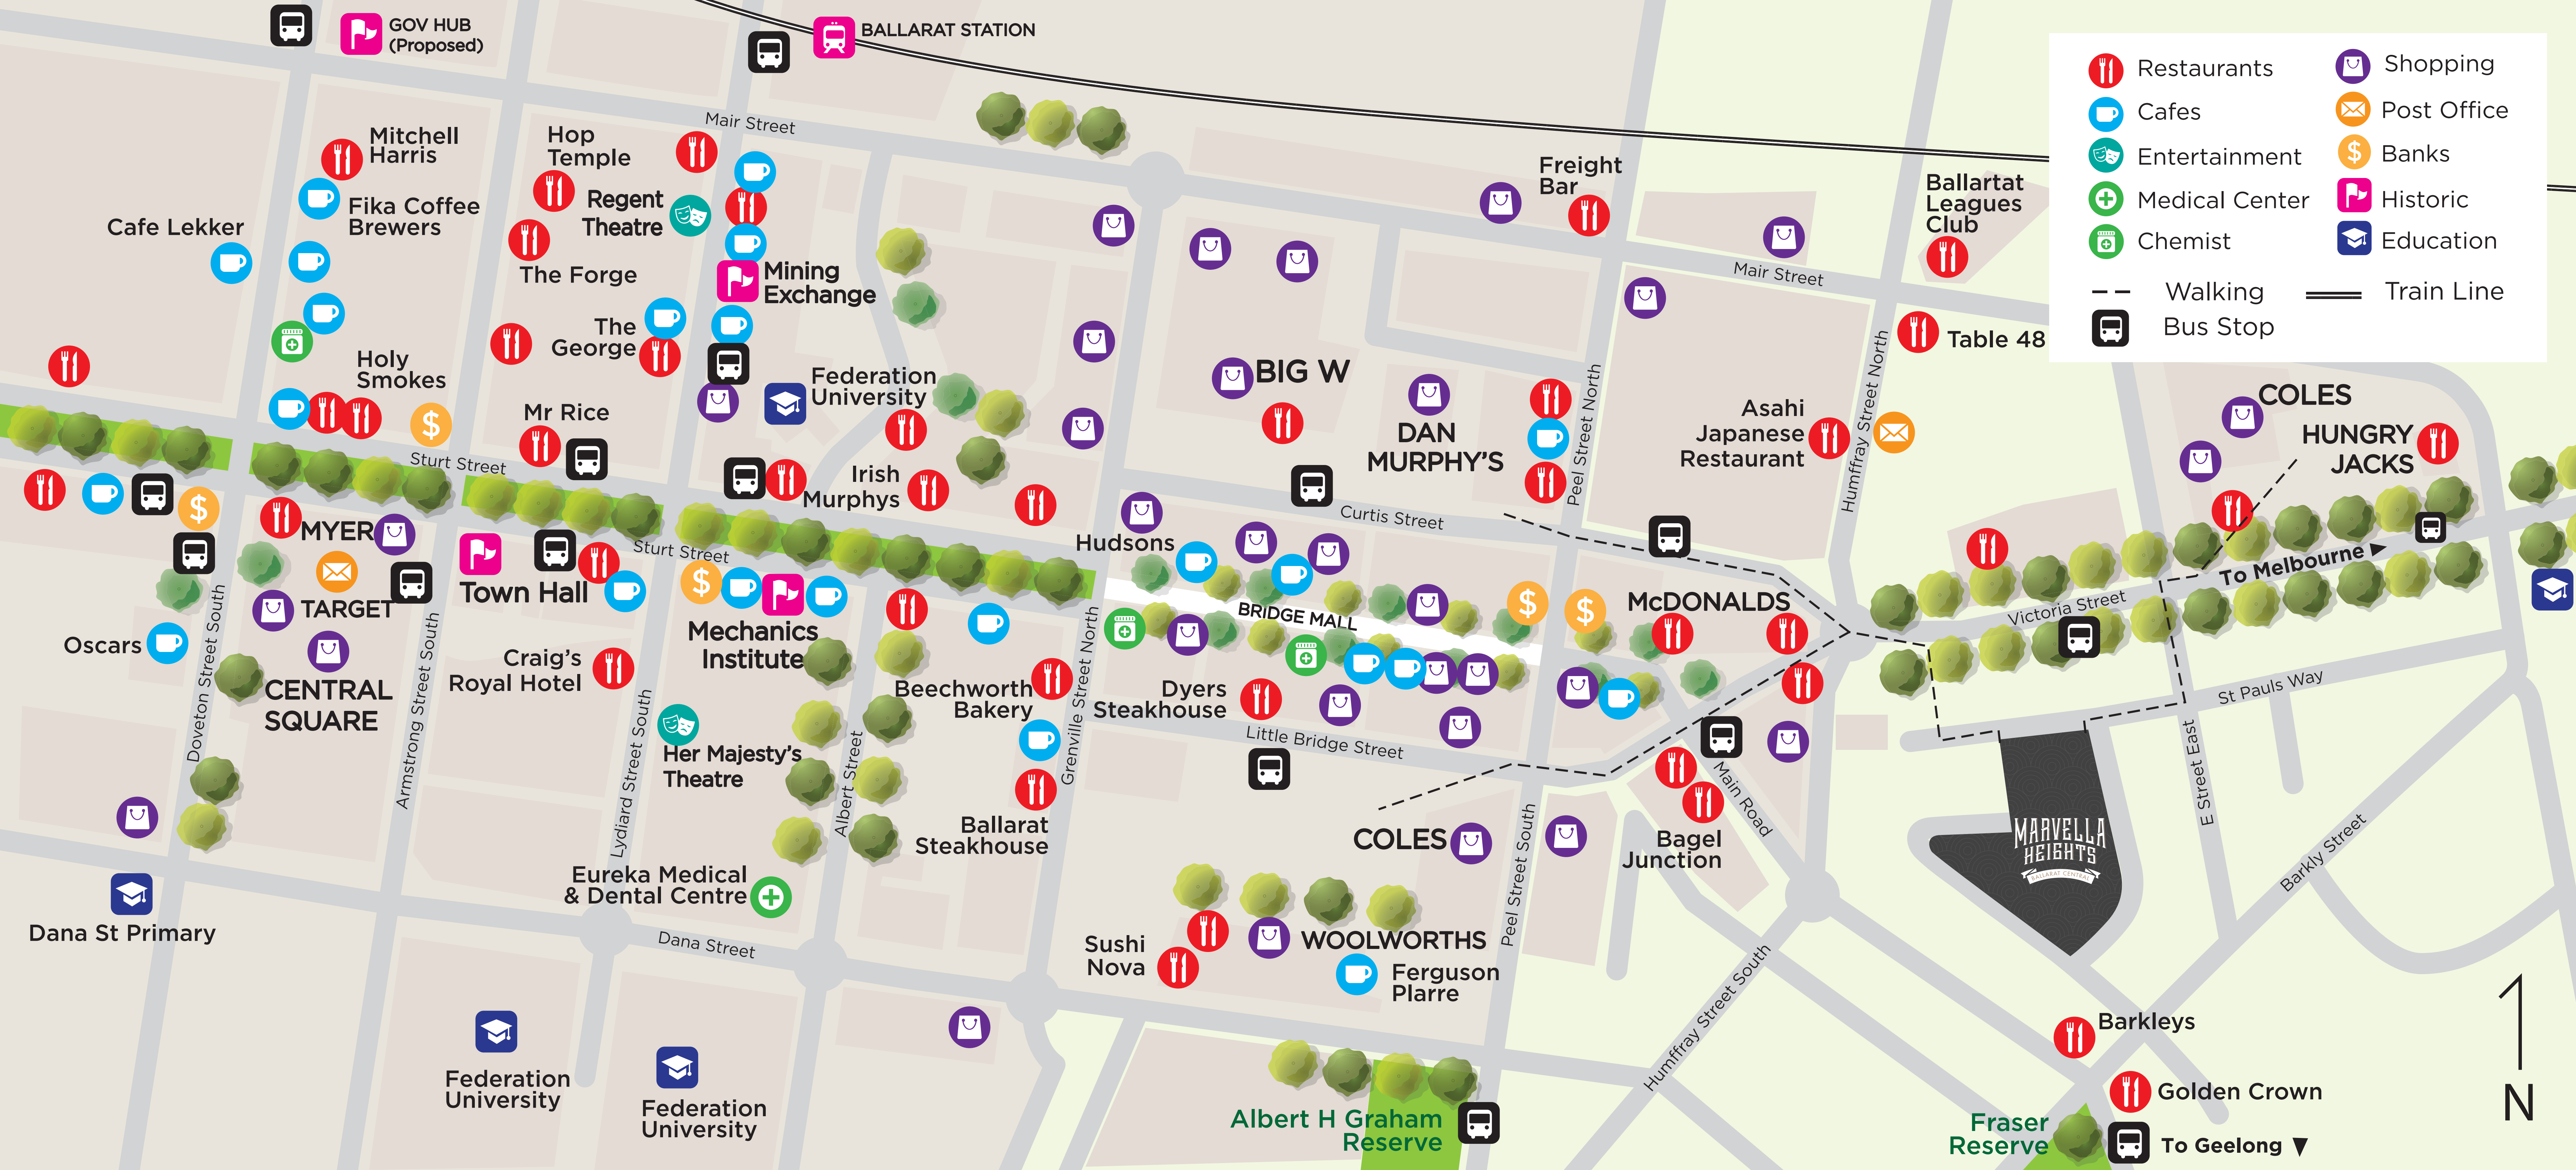 GOV HUB
(Proposed)
BALLARAT STATION
Mair Street
Mitchell
Harris
Hop
Temple
Fika Coffee
Brewers
Regent
Theatre
Cafe Lekker
The Forge
Mining
Exchange
The
George
Holy
Smokes
Federation
University
Mr Rice
Irish
Murphys
Sturt Street
Freight
Bar
Ballartat
Leagues
Club
Mair Street
Table 48
BIG W
DAN
MURPHY'S
Peel Street North
Asahi
Japanese
Restaurant
Humffray Street North
Curtis Street
Restaurants
Cafes
Entertainment
Medical Center
Chemist
Shopping
Post Office
Banks
Historic
Education
Walking
Train Line
Bus Stop
COLES
HUNGRY
JACKS
To Melbourne
Victoria Street
St Pauls Way
E Street East
Barkly Street
MYER
TARGET
CENTRAL
SQUARE
Oscars
Doveton Street South
Armstrong Street South
Town Hall
Sturt Street
Craig's
Royal Hotel
Lydiard Street South
Mechanics
Institute
Her Majesty's
Theatre
Albert Street
Beechworth
Bakery
Grenville Street North
Ballarat
Steakhouse
Eureka Medical
& Dental Centre
Dana St Primary
Dana Street
Federation
University
Federation
University
Hudsons
BRIDGE MALL
Dyers
Steakhouse
Little Bridge Street
McDONALDS
Main Road
Bagel
Junction
COLES
Peel Street South
WOOLWORTHS
Sushi
Nova
Ferguson
Plarre
Humffray Street South
Albert H Graham
Reserve
MARVELLA
HEIGHTS
BALLARAT CENTRAL
Barkleys
Golden Crown
Fraser
Reserve
To Geelong
N